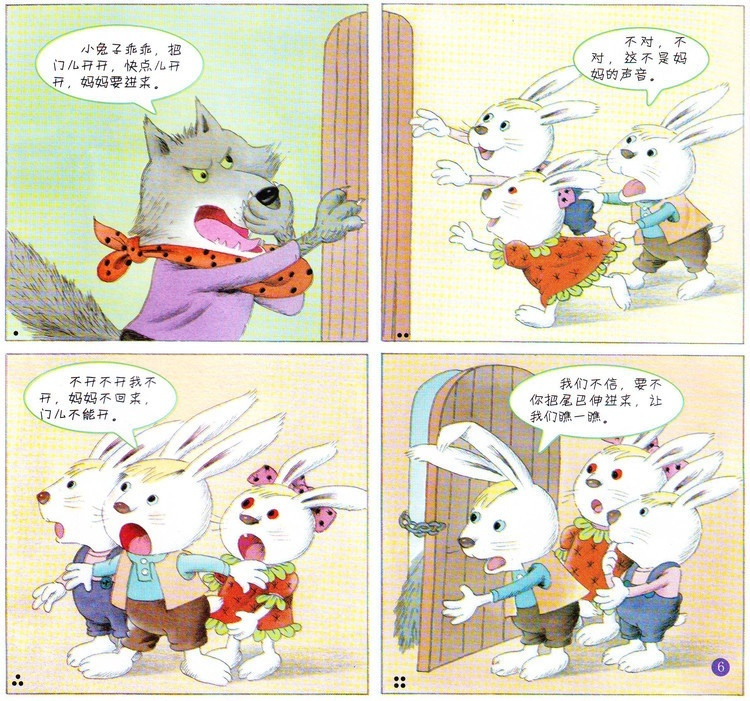 小兔子乖乖，把
门儿开开，快点儿开
开，妈妈要进来。
不对，不
对，这不是妈
妈的声音。
不开不开我不
开，妈妈不回来，
门儿不能开。
我们不信，要不
你把尾巴伸进来，让
我们瞧一瞧。
6